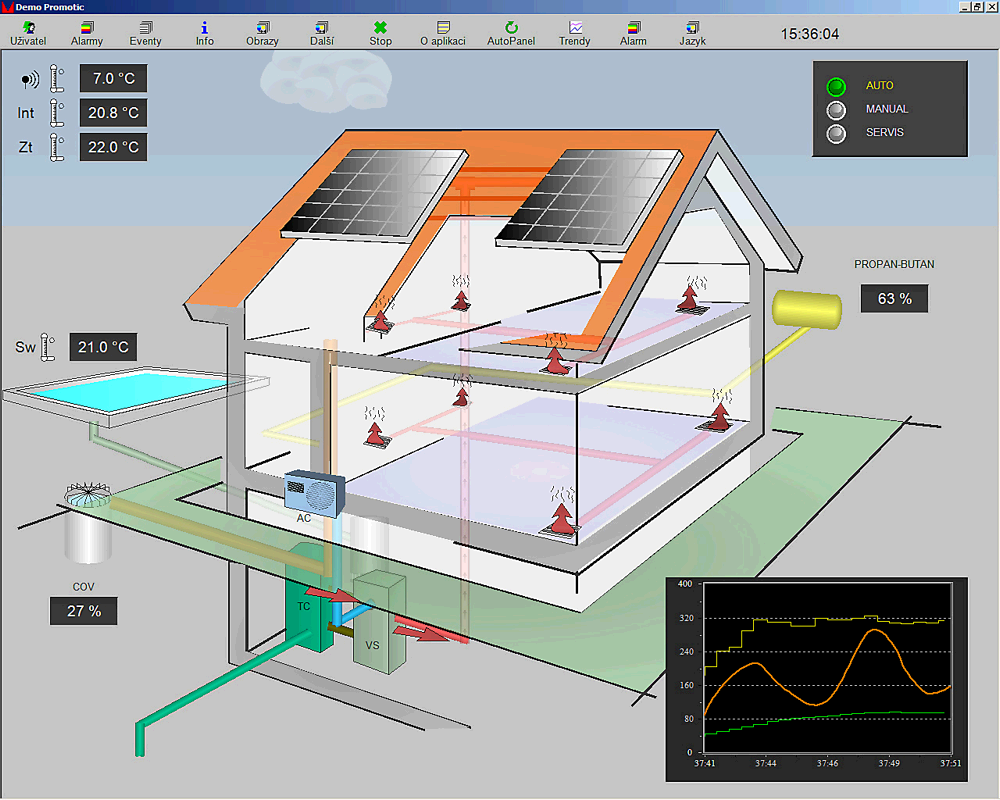 Demo Promotic
Uživatel Alarmy Eventy Info Obrazy Další Stop O aplikaci AutoPanel Trendy Alarm Jazyk
15:36:04
7.0 °C
Int 20.8 °C
Zt 22.0 °C
AUTO
MANUAL
SERVIS
PROPAN-BUTAN
63 %
Sw 21.0 °C
AC
COV
27 %
TC
VS
400
320
240
160
80
0
37:41 37:44 37:46 37:49 37:51